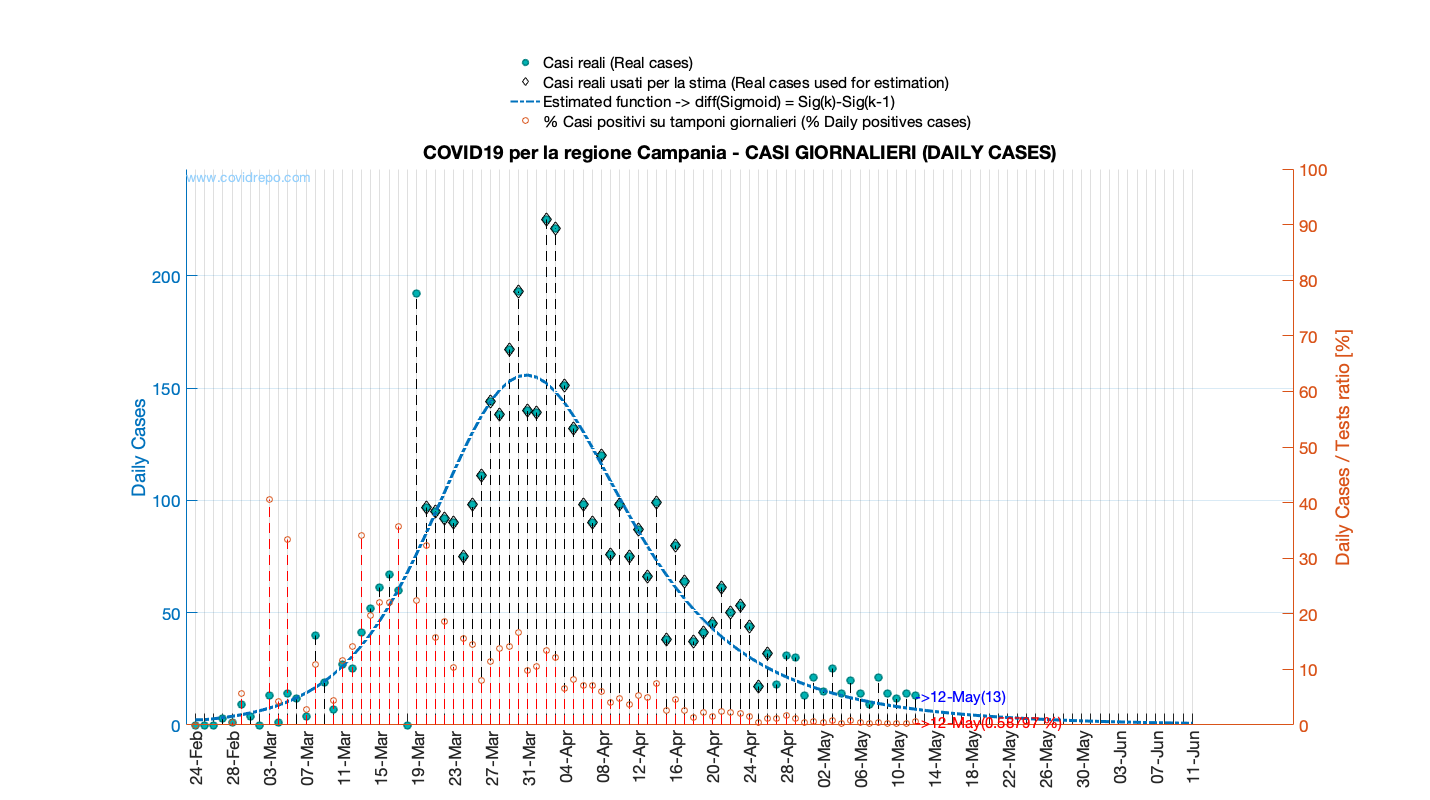 Casi reali (Real cases)
Casi reali usati per la stima (Real cases used for estimation)
Estimated function -> diff(Sigmoid) = Sig(k)-Sig(k-1)
% Casi positivi su tamponi giornalieri (% Daily positives cases)
COVID19 per la regione Campania - CASI GIORNALIERI (DAILY CASES)
www.covidrepo.com
Daily Cases
200
150
100
50
0
100
90
80
70
60
50
40
30
20
10
0
Daily Cases / Tests ratio [%]
->12-May(13)
->12-May(0.58797 %)
24-Feb
28-Feb
03-Mar
07-Mar
11-Mar
15-Mar
19-Mar
23-Mar
27-Mar
31-Mar
04-Apr
08-Apr
12-Apr
16-Apr
20-Apr
24-Apr
28-Apr
02-May
06-May
10-May
14-May
18-May
22-May
26-May
30-May
03-Jun
07-Jun
11-Jun